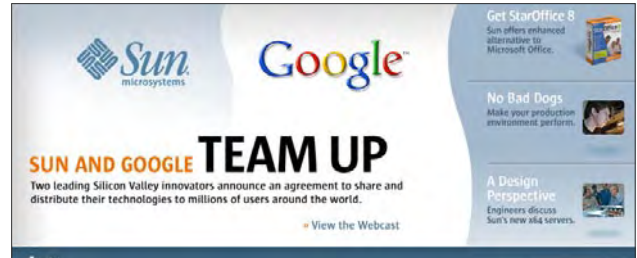 Sun
microsystems
Google™
SUN AND GOOGLE TEAM UP
Two leading Silicon Valley innovators announce an agreement to share and
distribute their technologies to millions of users around the world.
» View the Webcast
Get StarOffice 8
Sun offers enhanced
alternative to
Microsoft Office.
No Bad Dogs
Make your production
environment perform.
A Design
Perspective
Engineers discuss
Sun's new x64 servers.